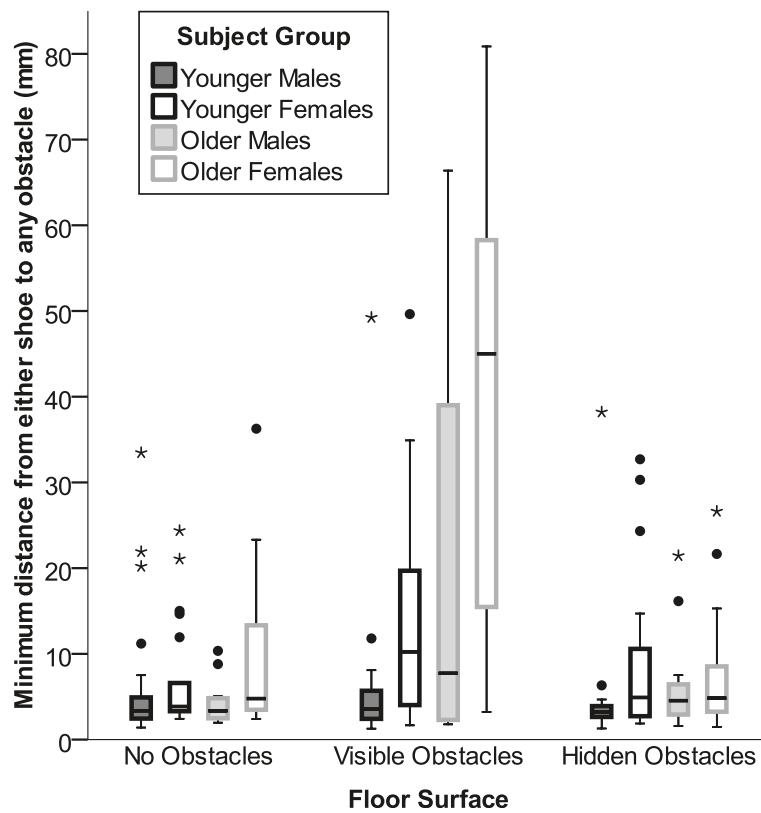 Subject Group
Younger Males
Younger Females
Older Males
Older Females
Minimum distance from either shoe to any obstacle (mm)
80
70
60
50
40
30
20
10
0
No Obstacles Visible Obstacles Hidden Obstacles
Floor Surface